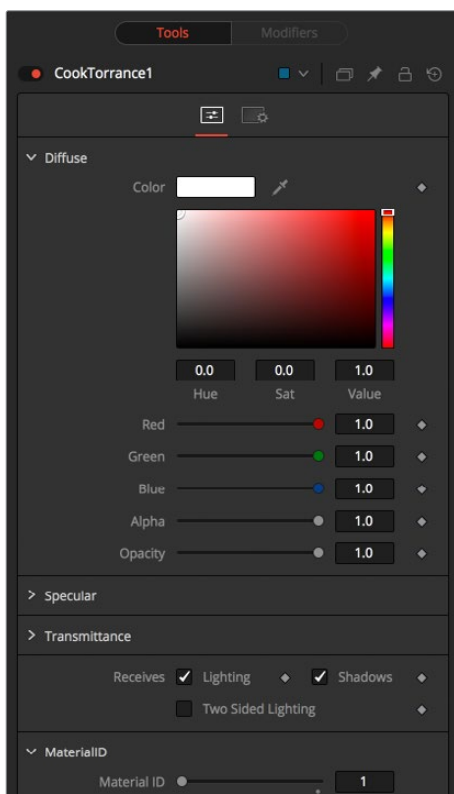 Tools Modifiers
CookTorrance1
Diffuse
Color
0.0 0.0 1.0
Hue Sat Value
Red 1.0
Green 1.0
Blue 1.0
Alpha 1.0
Opacity 1.0
Specular
Transmittance
Receives Lighting Shadows
Two Sided Lighting
MaterialID
Material ID 1